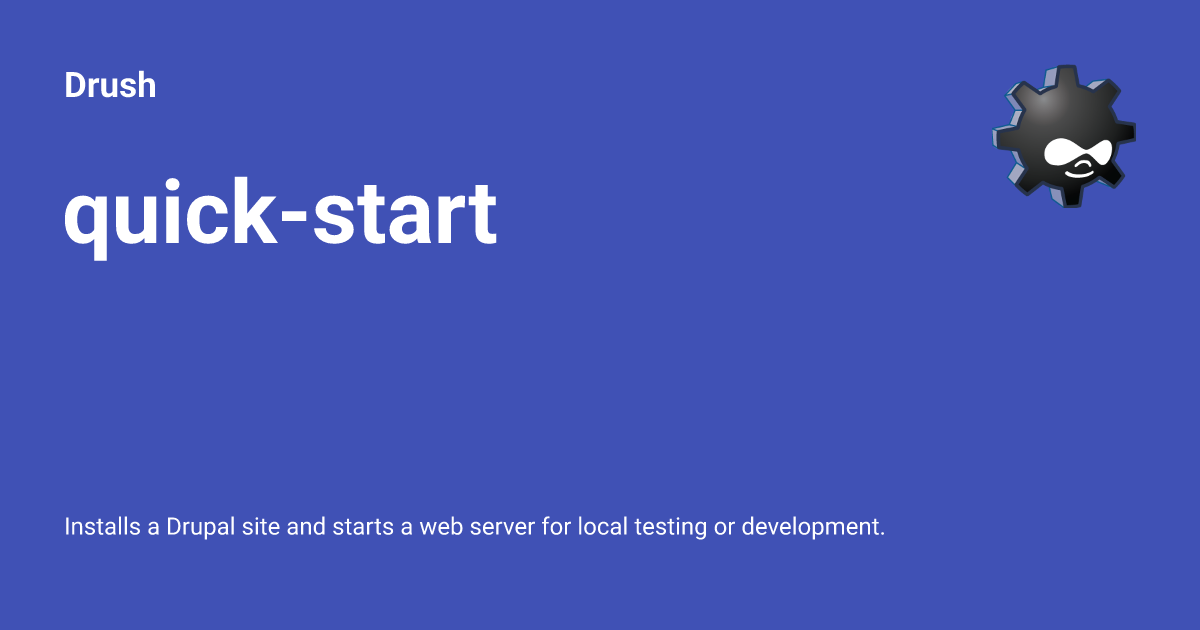 Drush
quick-start
Installs a Drupal site and starts a web server for local testing or development.